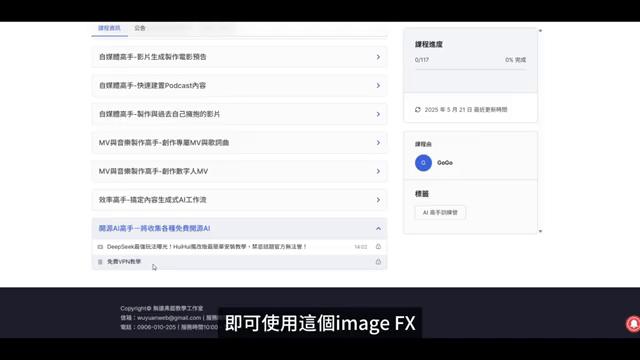 課程資訊
公告
自媒體高手-影片生成製作電影預告
自媒體高手-快速建置Podcast內容
自媒體高手-製作與過去自己擁抱的影片
MV與音樂製作高手-創作專屬MV與歌詞曲
MV與音樂製作高手-創作數字人MV
效率高手-搞定內容生成式AI工作流
開源AI高手－將收集各種免費開源AI
DeepSeek最強玩法曝光！HuiHui魔改版最簡單安裝教學，禁忌話題官方無法管！
14:02
免費VPN教學
課程進度
0/117
0% 完成
2025 年 5 月 21 日 最近更新時間
課程由
G
GoGo
標籤
AI 高手訓練營
Copyright© 無遠弗屆教學工作室
信箱：wuyuanweb@gmail.com | 服務時
電話：0906-010-205 | 服務時間10:00
即可使用這個image FX